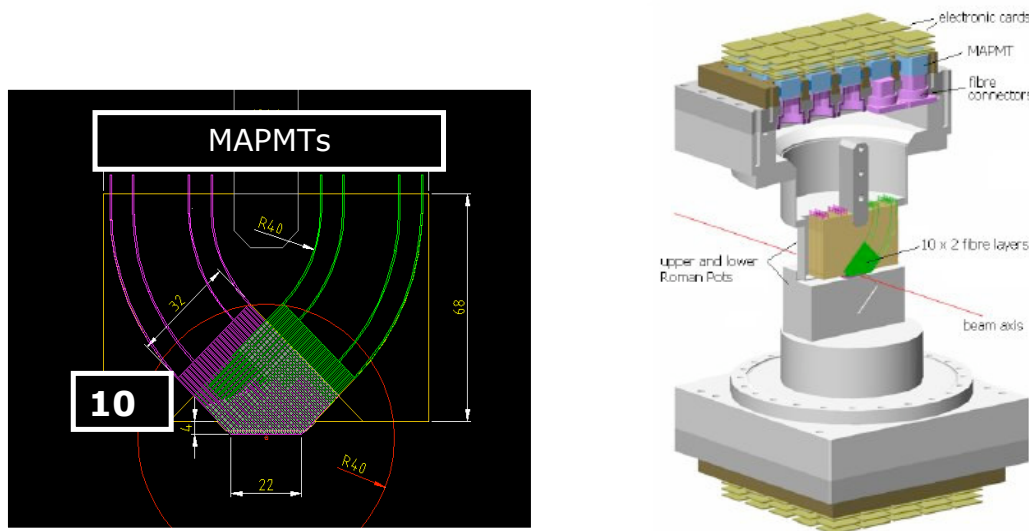 MAPMTs
R40
32
68
10
4
22
R40
electronic cards
MAPMT
fibre
connectors
10 x 2 fibre layers
upper and lower
Roman Pots
beam axis